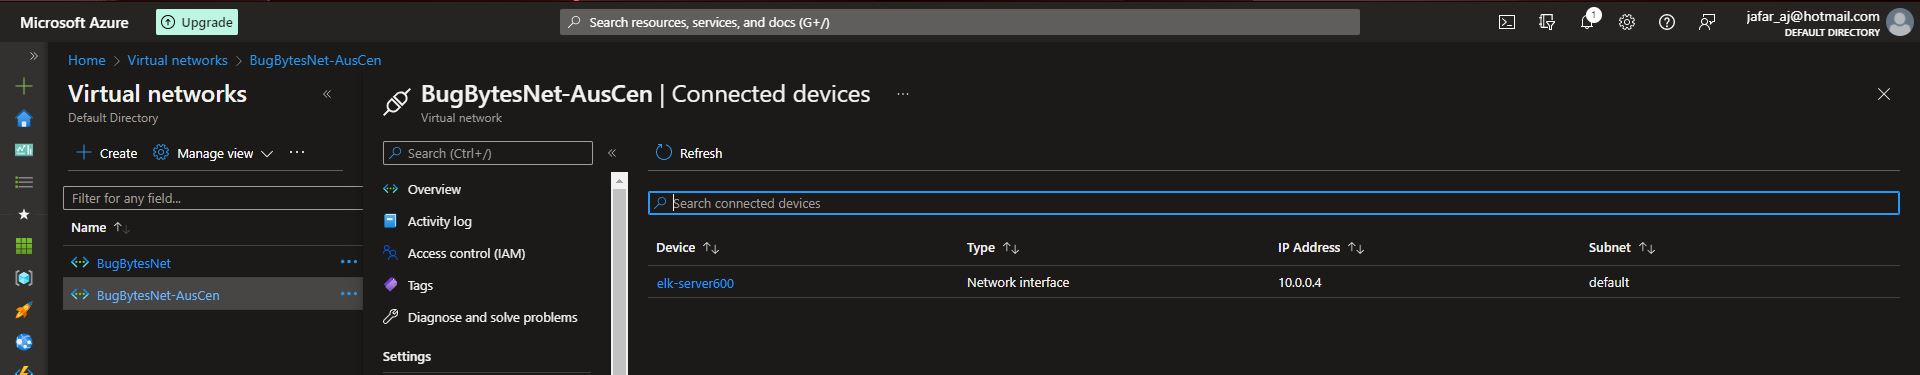 Microsoft Azure
Upgrade
Search resources, services, and docs (G+/)
1
jafar_aj@hotmail.com
DEFAULT DIRECTORY
Home > Virtual networks > BugBytesNet-AusCen
Virtual networks
Default Directory
Create
Manage view
Filter for any field...
Name
BugBytesNet
BugBytesNet-AusCen
BugBytesNet-AusCen | Connected devices
Virtual network
Search (Ctrl+/)
Overview
Activity log
Access control (IAM)
Tags
Diagnose and solve problems
Settings
Refresh
Search connected devices
Device Type IP Address Subnet
elk-server600 Network interface 10.0.0.4 default